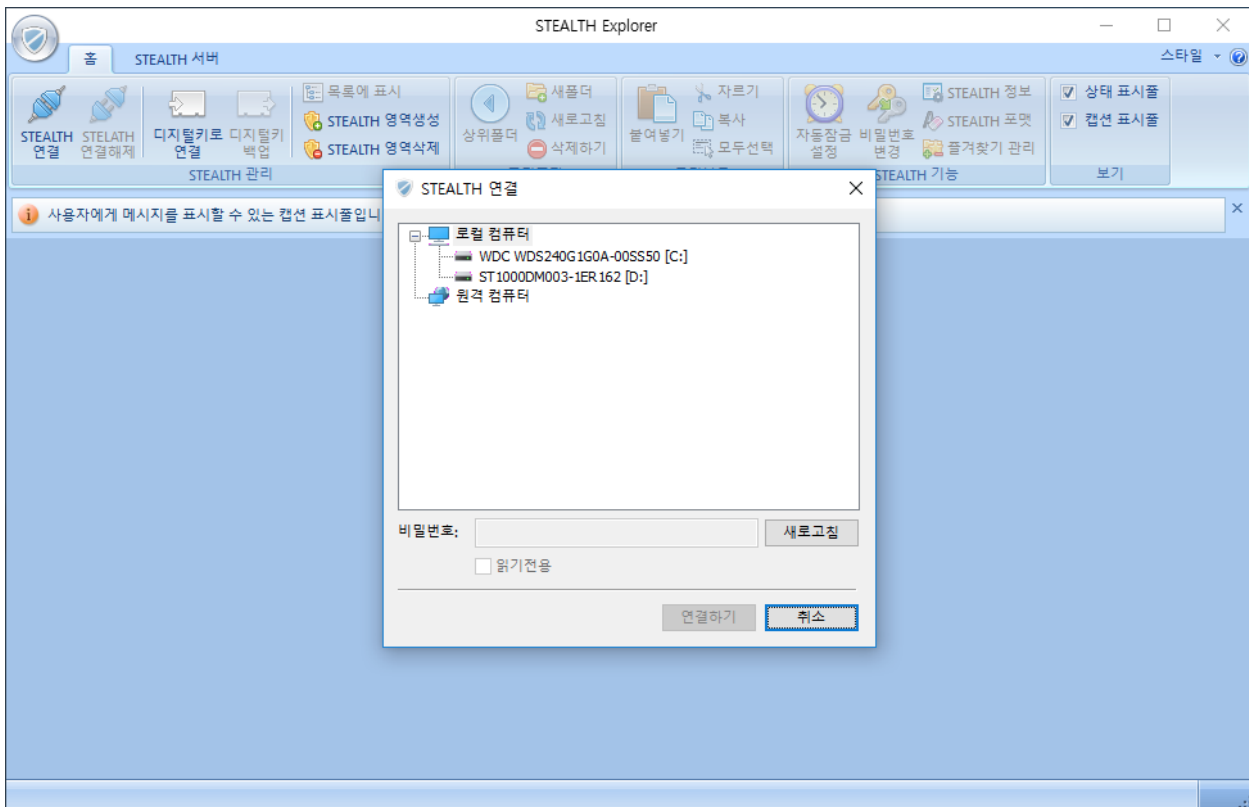 STEALTH Explorer
홈 STEALTH 서버 스타일
STEALTH 연결
STELATH 연결해제
디지털키로 연결
디지털키 백업
목록에 표시
STEALTH 영역생성
STEALTH 영역삭제
STEALTH 관리
상위폴더
새폴더
새로고침
삭제하기
붙여넣기
자르기
복사
모두선택
자동잠금 설정
비밀번호 변경
STEALTH 정보
STEALTH 포맷
즐겨찾기 관리
STEALTH 기능
상태 표시줄
캡션 표시줄
보기
사용자에게 메시지를 표시할 수 있는 캡션 표시줄입니
STEALTH 연결
로컬 컴퓨터
WDC WDS240G1G0A-00SS50 [C:]
ST1000DM003-1ER162 [D:]
원격 컴퓨터
비밀번호:
새로고침
읽기전용
연결하기 취소